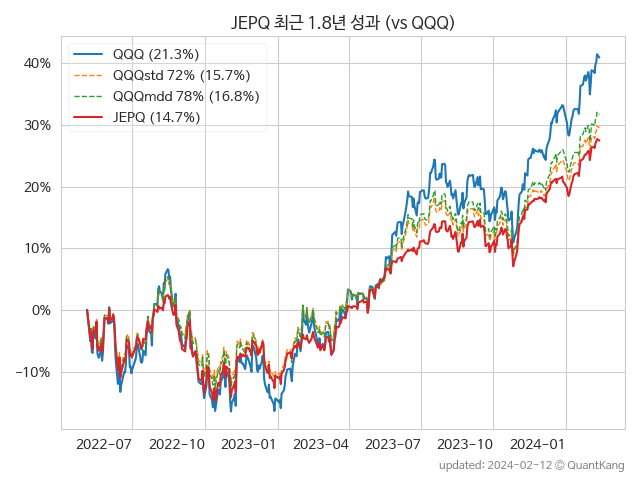 JEPQ 최근 1.8년 성과 (vs QQQ)
QQQ (21.3%)
QQQstd 72% (15.7%)
QQQmdd 78% (16.8%)
JEPQ (14.7%)
40%
30%
20%
10%
0%
−10%
2022−07 2022−10 2023−01 2023−04 2023−07 2023−10 2024−01
updated: 2024-02-12 © QuantKang